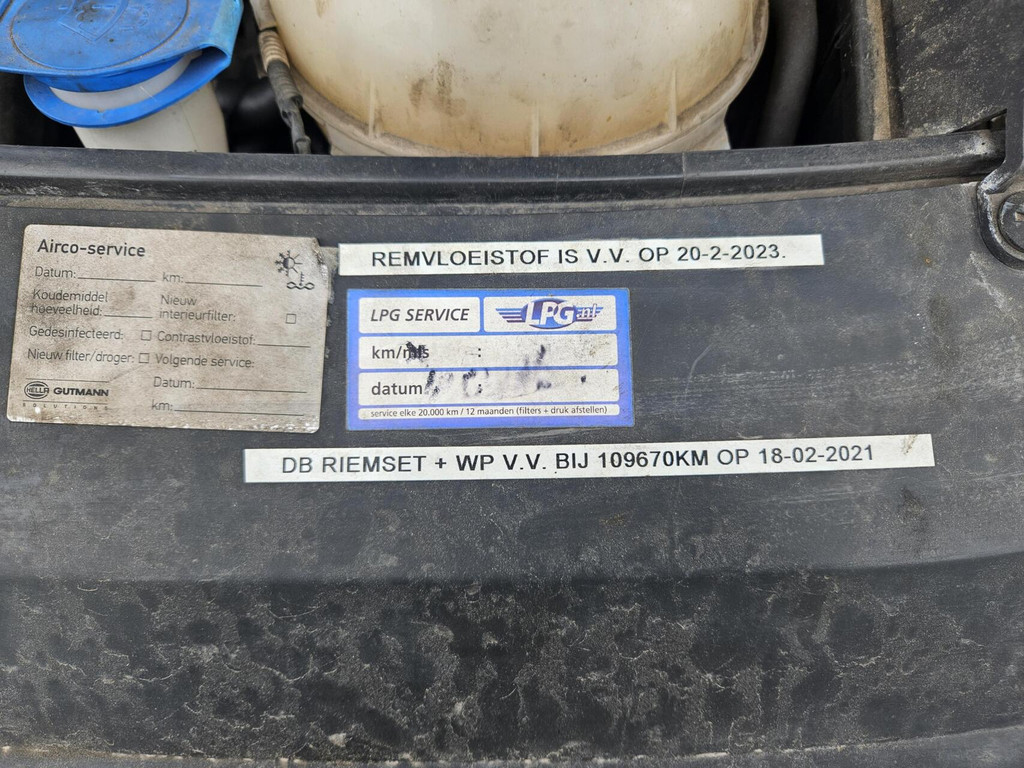 Airco-service
Datum: km:
Koudemiddel hoeveelheid: Nieuw interieurfilter:
Gedesinfecteerd: Contrastvloeistof:
Nieuw filter/droger: Volgende service:
Datum:
km:
HELLA GUTMANN
SOLUTIONS
REMVLOEISTOF IS V.V. OP 20-2-2023.
LPG SERVICE LPG.nl
km/mls :
datum :
service elke 20.000 km / 12 maanden (filters + druk afstellen)
DB RIEMSET + WP V.V. BIJ 109670KM OP 18-02-2021